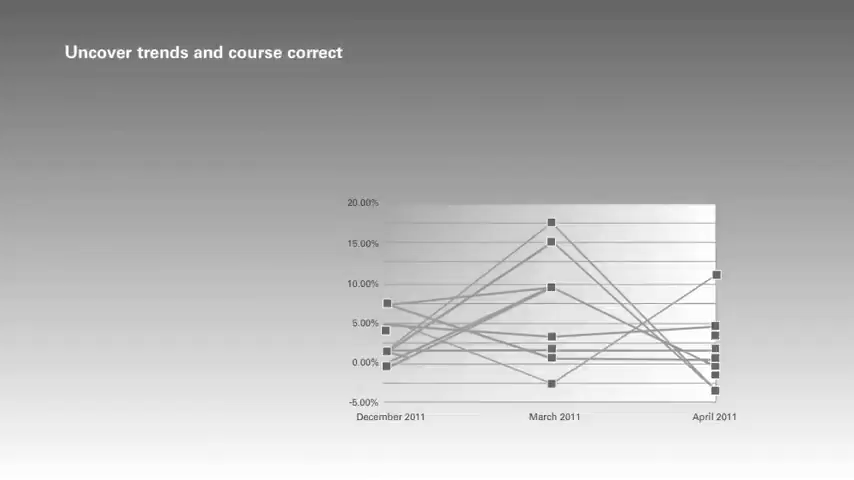 Uncover trends and course correct
20.00%
15.00%
10.00%
5.00%
0.00%
-5.00%
December 2011
March 2011
April 2011